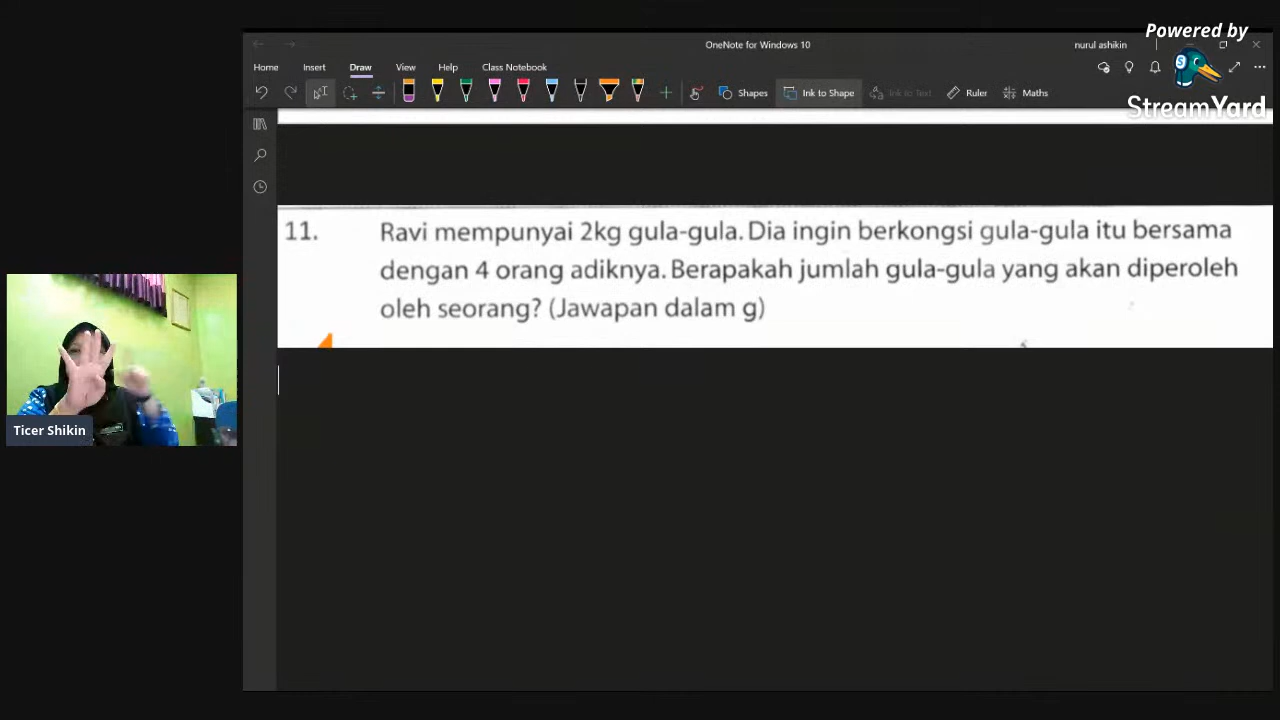 Powered by
StreamYard
OneNote for Windows 10
nurul ashikin
Home Insert Draw View Help Class Notebook
Shapes Ink to Shape Ink to Text Ruler Maths
11. Ravi mempunyai 2kg gula-gula. Dia ingin berkongsi gula-gula itu bersama
dengan 4 orang adiknya. Berapakah jumlah gula-gula yang akan diperoleh
oleh seorang? (Jawapan dalam g)
Ticer Shikin